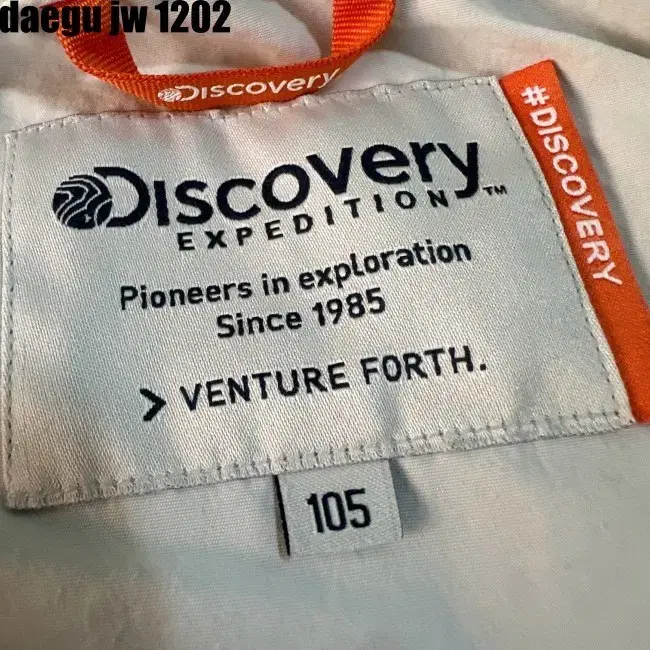 daegu jw 1202
Discovery
#DISCOVERY
DISCOVERY™
EXPEDITION
Pioneers in exploration
Since 1985
> VENTURE FORTH.
105